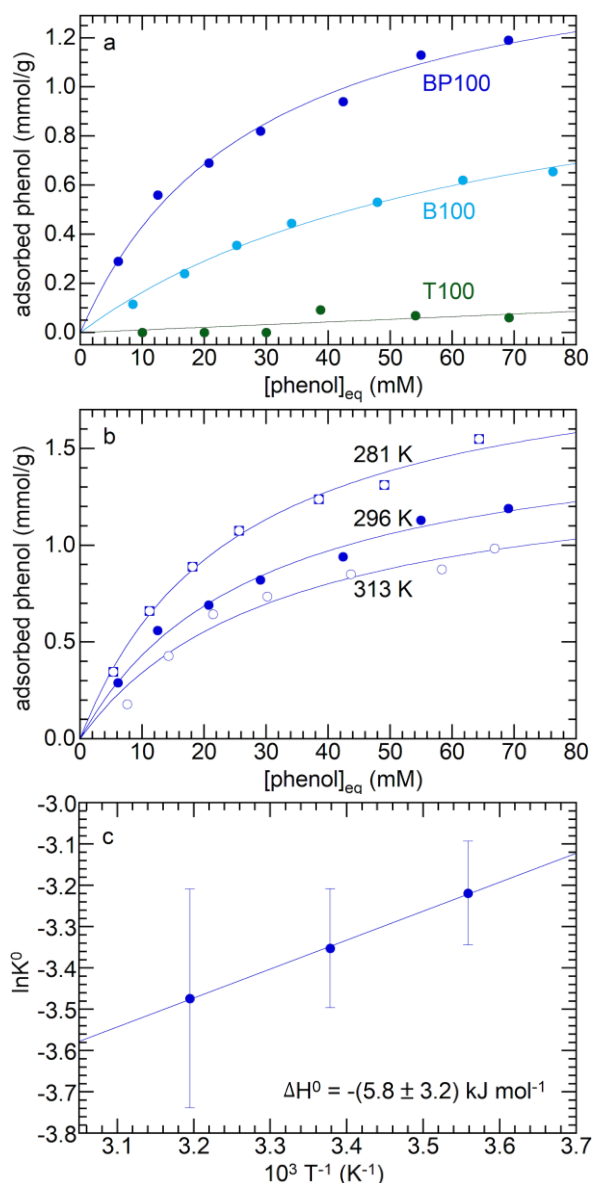 a
adsorbed phenol (mmol/g)
1.2
1.0
0.8
0.6
0.4
0.2
0.0
BP100
B100
T100
0 10 20 30 40 50 60 70 80
[phenol]eq (mM)
b
adsorbed phenol (mmol/g)
1.5
1.0
0.5
0.0
281 K
296 K
313 K
0 10 20 30 40 50 60 70 80
[phenol]eq (mM)
c
lnK⁰
-3.0
-3.1
-3.2
-3.3
-3.4
-3.5
-3.6
-3.7
-3.8
ΔH⁰ = -(5.8 ± 3.2) kJ mol⁻¹
3.1 3.2 3.3 3.4 3.5 3.6 3.7
10³ T⁻¹ (K⁻¹)